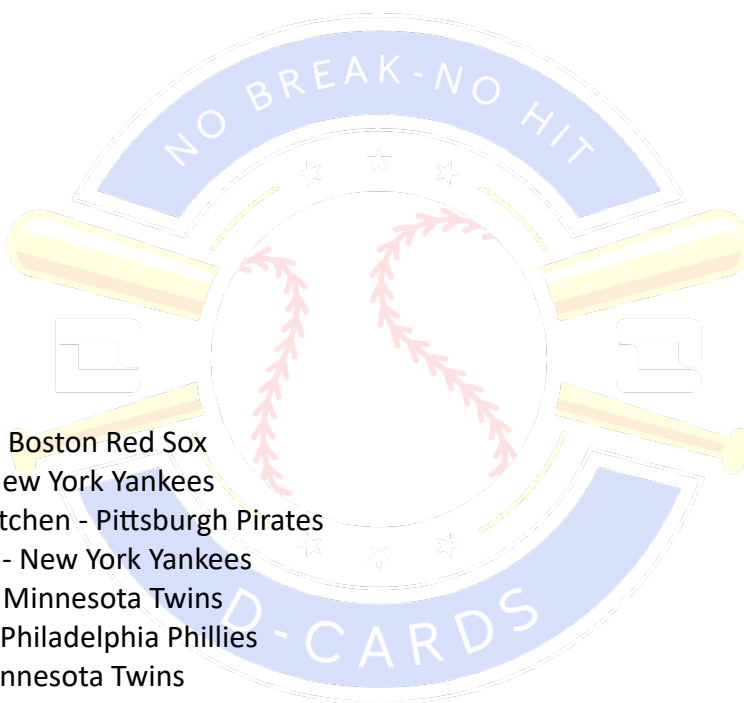 NO BREAK-NO HIT
Boston Red Sox
ew York Yankees
tchen - Pittsburgh Pirates
- New York Yankees
Minnesota Twins
Philadelphia Phillies
nnesota Twins
D-CARDS